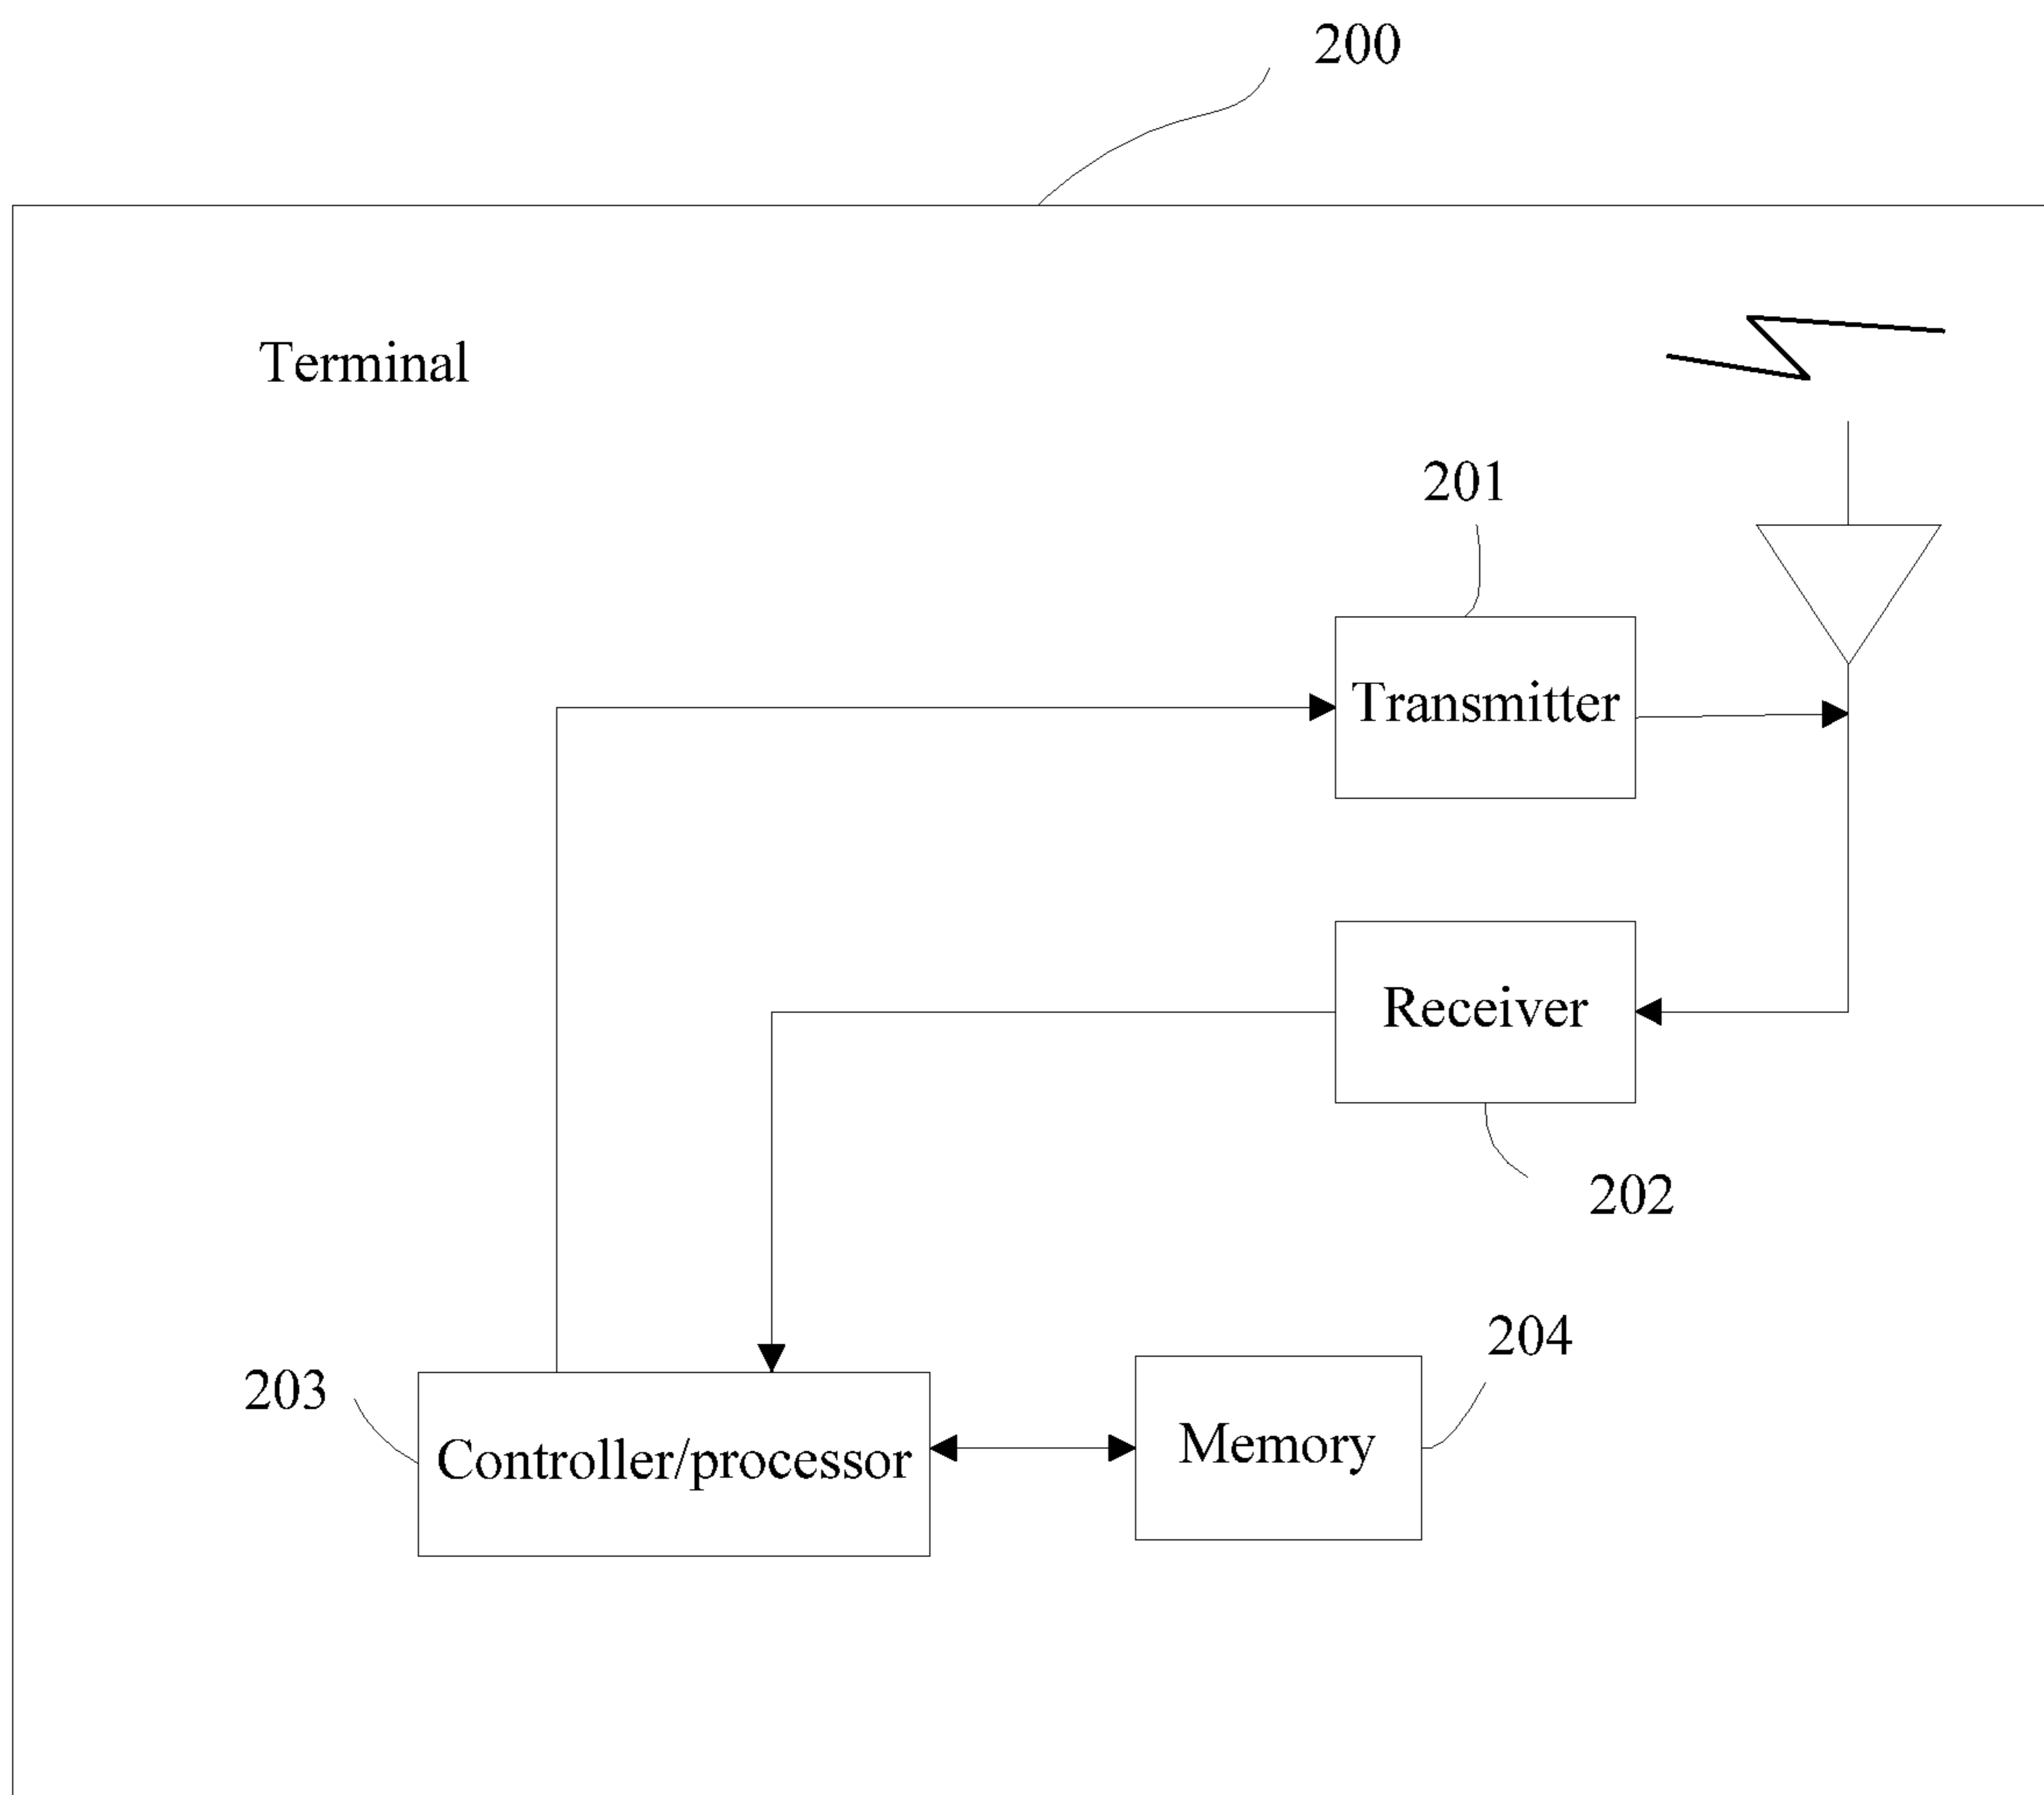 200
Terminal
201
Transmitter
Receiver
202
204
203
Memory
Controller/processor